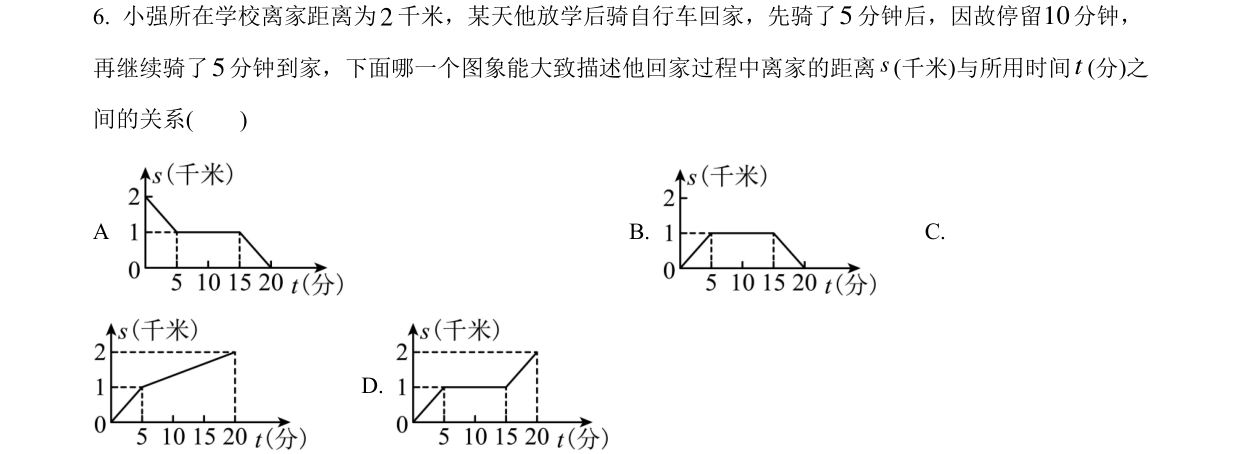 6. 小强所在学校离家距离为2千米，某天他放学后骑自行车回家，先骑了5分钟后，因故停留10分钟，
再继续骑了5分钟到家，下面哪一个图象能大致描述他回家过程中离家的距离s(千米)与所用时间t(分)之
间的关系(　　)
s(千米)
2
A 1
0
5 10 15 20 t(分)
s(千米)
2
B. 1
0
5 10 15 20 t(分)
C.
s(千米)
2
1
0
5 10 15 20 t(分)
s(千米)
2
D. 1
0
5 10 15 20 t(分)